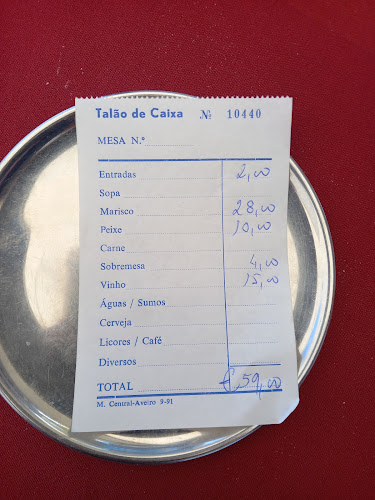 Talão de Caixa № 10440
MESA N.º
Entradas 2,00
Sopa
Marisco 28,00
Peixe 10,00
Carne
Sobremesa 4,00
Vinho 15,00
Águas / Sumos
Cerveja
Licores / Café
Diversos
TOTAL €59,00
M. Central-Aveiro 9-91